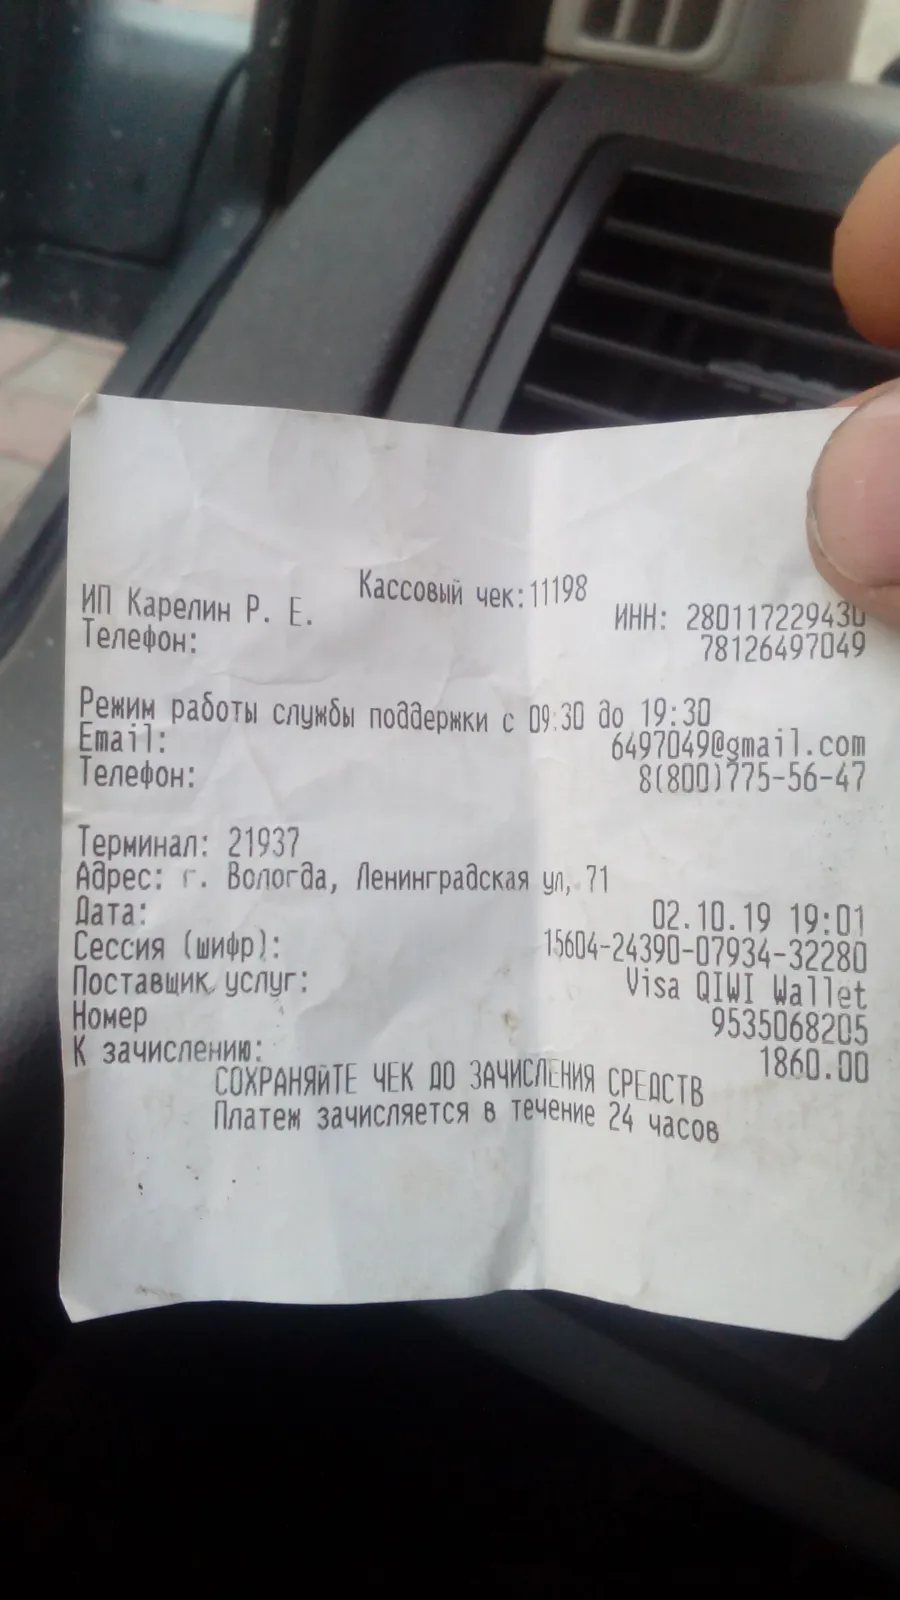 Кассовый чек:11198
ИП Карелин Р. Е. ИНН: 280117229430
Телефон: 78126497049
Режим работы службы поддержки с 09:30 до 19:30
Email: 6497049@gmail.com
Телефон: 8(800)775-56-47
Терминал: 21937
Адрес: г. Вологда, Ленинградская ул, 71
Дата: 02.10.19 19:01
Сессия (шифр): 15604-24390-07934-32280
Поставщик услуг: Visa QIWI Wallet
Номер 9535068205
К зачислению: 1860.00
СОХРАНЯЙТЕ ЧЕК ДО ЗАЧИСЛЕНИЯ СРЕДСТВ
Платеж зачисляется в течение 24 часов